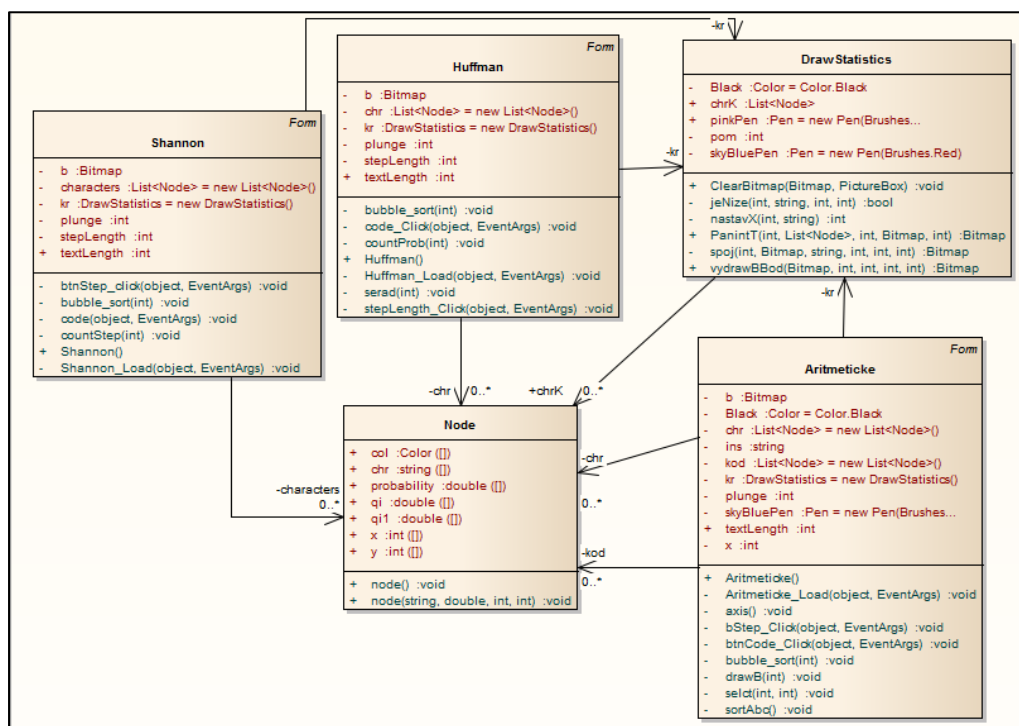 -kr
Form
Huffman
- b :Bitmap
- chr :List<Node> = new List<Node>()
- kr :DrawStatistics = new DrawStatistics()
- plunge :int
- stepLength :int
+ textLength :int
- bubble_sort(int) :void
- code_Click(object, EventArgs) :void
- countProb(int) :void
+ Huffman()
- Huffman_Load(object, EventArgs) :void
- serad(int) :void
- stepLength_Click(object, EventArgs) :void
DrawStatistics
- Black :Color = Color.Black
+ chrK :List<Node>
+ pinkPen :Pen = new Pen(Brushes...
- pom :int
- skyBluePen :Pen = new Pen(Brushes.Red)
+ ClearBitmap(Bitmap, PictureBox) :void
- jeNize(int, string, int, int) :bool
- nastavX(int, string) :int
+ PanintT(int, List<Node>, int, Bitmap, int) :Bitmap
- spoj(int, Bitmap, string, int, int, int) :Bitmap
+ vydrawBBod(Bitmap, int, int, int, int) :Bitmap
Form
Shannon
- b :Bitmap
- characters :List<Node> = new List<Node>()
- kr :DrawStatistics = new DrawStatistics()
- plunge :int
- stepLength :int
+ textLength :int
- btnStep_click(object, EventArgs) :void
- bubble_sort(int) :void
- code(object, EventArgs) :void
- countStep(int) :void
+ Shannon()
- Shannon_Load(object, EventArgs) :void
-kr
-kr
-chr
0..*
+chrK
0..*
Node
+ col :Color ([])
+ chr :string ([])
+ probability :double ([])
+ qi :double ([])
+ qi1 :double ([])
+ x :int ([])
+ y :int ([])
+ node() :void
+ node(string, double, int, int) :void
-characters
0..*
-chr
0..*
-kod
0..*
Form
Aritmeticke
- b :Bitmap
- Black :Color = Color.Black
- chr :List<Node> = new List<Node>()
- ins :string
- kod :List<Node> = new List<Node>()
- kr :DrawStatistics = new DrawStatistics()
- plunge :int
- skyBluePen :Pen = new Pen(Brushes...
+ textLength :int
- x :int
+ Aritmeticke()
- Aritmeticke_Load(object, EventArgs) :void
- axis() :void
- bStep_Click(object, EventArgs) :void
- btnCode_Click(object, EventArgs) :void
- bubble_sort(int) :void
- drawB(int) :void
- selct(int, int) :void
- sortAbc() :void